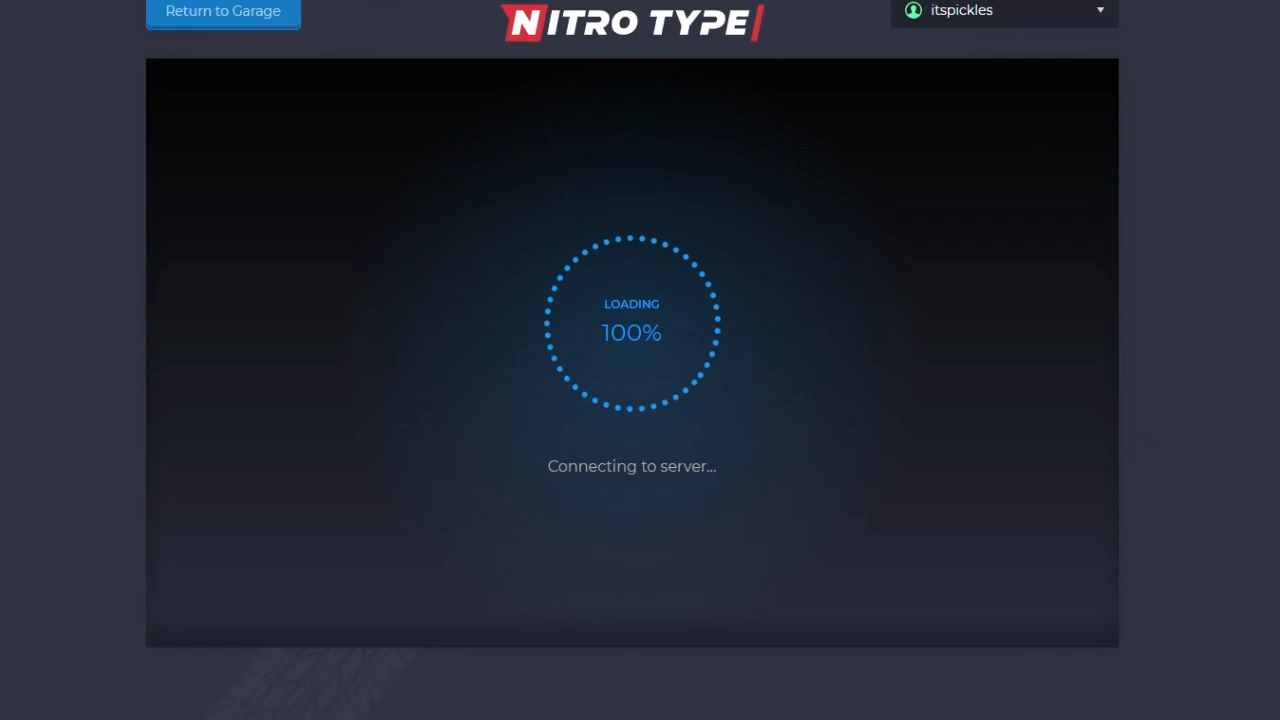 Return to Garage
NITRO TYPE
itspickles
LOADING
100%
Connecting to server...